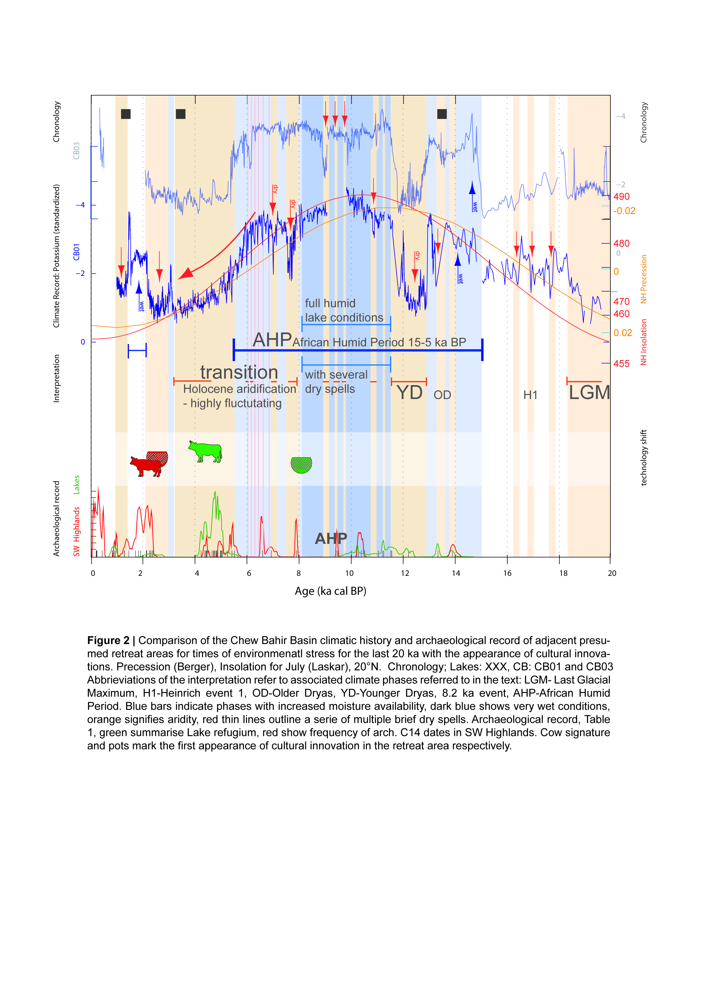 Chronology
Chronology
CB03
−4
−2
Climate Record: Potassium (standardized)
CB01
−4
−2
0
dry
dry
dry
wet
wet
wet
490
-0.02
480
0
0
470
460
0.02
455
NH Precession
NH Insolation
full humid
lake conditions
AHP African Humid Period 15-5 ka BP
transition
Holocene aridification
- highly fluctutating
with several
dry spells
YD
OD
H1
LGM
Interpretation
technology shift
Archaeological record
Lakes
SW Highlands
AHP
0 2 4 6 8 10 12 14 16 18 20
Age (ka cal BP)
Figure 2 | Comparison of the Chew Bahir Basin climatic history and archaeological record of adjacent presu-
med retreat areas for times of environmenatl stress for the last 20 ka with the appearance of cultural innova-
tions. Precession (Berger), Insolation for July (Laskar), 20°N. Chronology; Lakes: XXX, CB: CB01 and CB03
Abbrieviations of the interpretation refer to associated climate phases referred to in the text: LGM- Last Glacial
Maximum, H1-Heinrich event 1, OD-Older Dryas, YD-Younger Dryas, 8.2 ka event, AHP-African Humid
Period. Blue bars indicate phases with increased moisture availability, dark blue shows very wet conditions,
orange signifies aridity, red thin lines outline a serie of multiple brief dry spells. Archaeological record, Table
1, green summarise Lake refugium, red show frequency of arch. C14 dates in SW Highlands. Cow signature
and pots mark the first appearance of cultural innovation in the retreat area respectively.